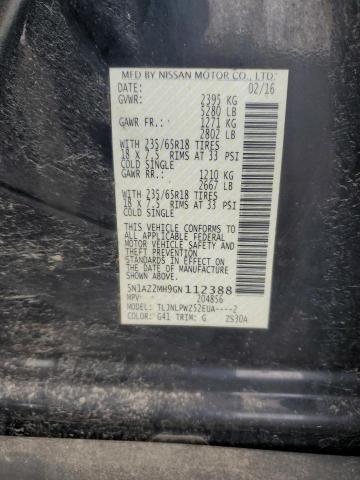 MFD BY NISSAN MOTOR CO., LTD.
DATE: 02/16
GVWR: 2395 KG
5280 LB
GAWR FR: 1271 KG
2802 LB
WITH 235/65R18 TIRES
18 X 7.5 RIMS AT 33 PSI
COLD SINGLE
GAWR RR: 1210 KG
2667 LB
WITH 235/65R18 TIRES
18 X 7.5 RIMS AT 33 PSI
COLD SINGLE
THIS VEHICLE CONFORMS TO ALL
APPLICABLE FEDERAL MOTOR
VEHICLE SAFETY, BUMPER, AND
THEFT PREVENTION STANDARDS
IN EFFECT ON THE DATE OF
MANUFACTURE SHOWN ABOVE
5N1AZ2MH9GN112388
MPV 204856
MODEL: TLJNLPWZ52EUA----2
COLOR: G41 TRIM: G ZS30A